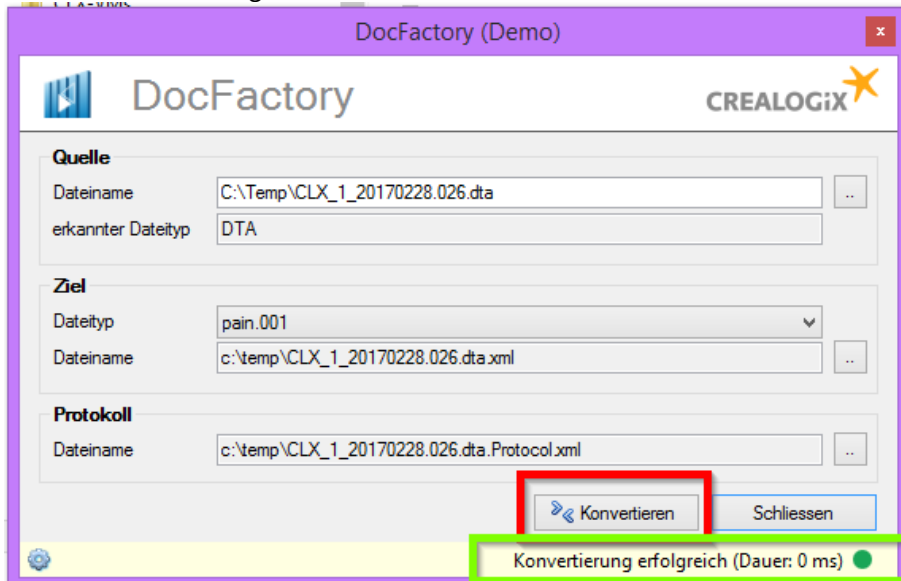 DocFactory (Demo)
x
DocFactory
CREALOGiX
Quelle
Dateiname C:\Temp\CLX_1_20170228.026.dta ..
erkannter Dateityp DTA
Ziel
Dateityp pain.001
Dateiname c:\temp\CLX_1_20170228.026.dta.xml ..
Protokoll
Dateiname c:\temp\CLX_1_20170228.026.dta.Protocol.xml ..
Konvertieren Schliessen
Konvertierung erfolgreich (Dauer: 0 ms)